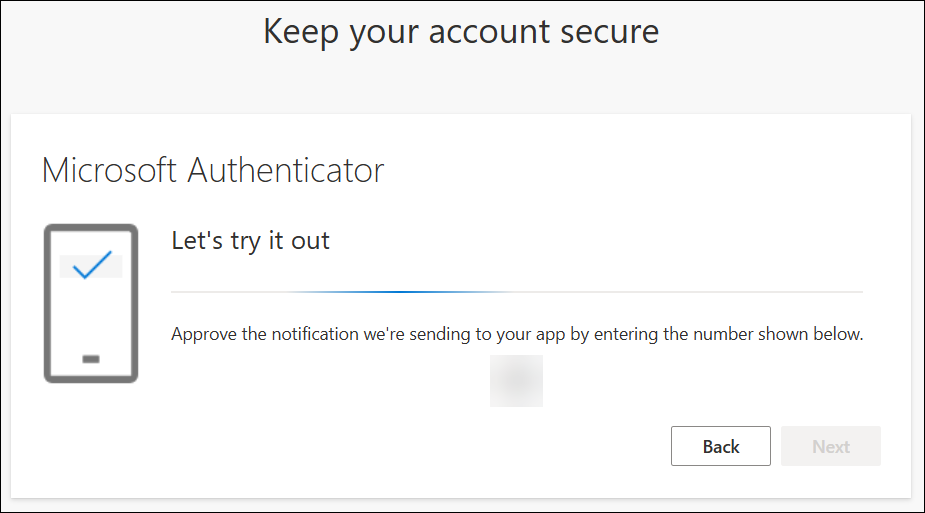 Keep your account secure
Microsoft Authenticator
Let's try it out
Approve the notification we're sending to your app by entering the number shown below.
Back
Next